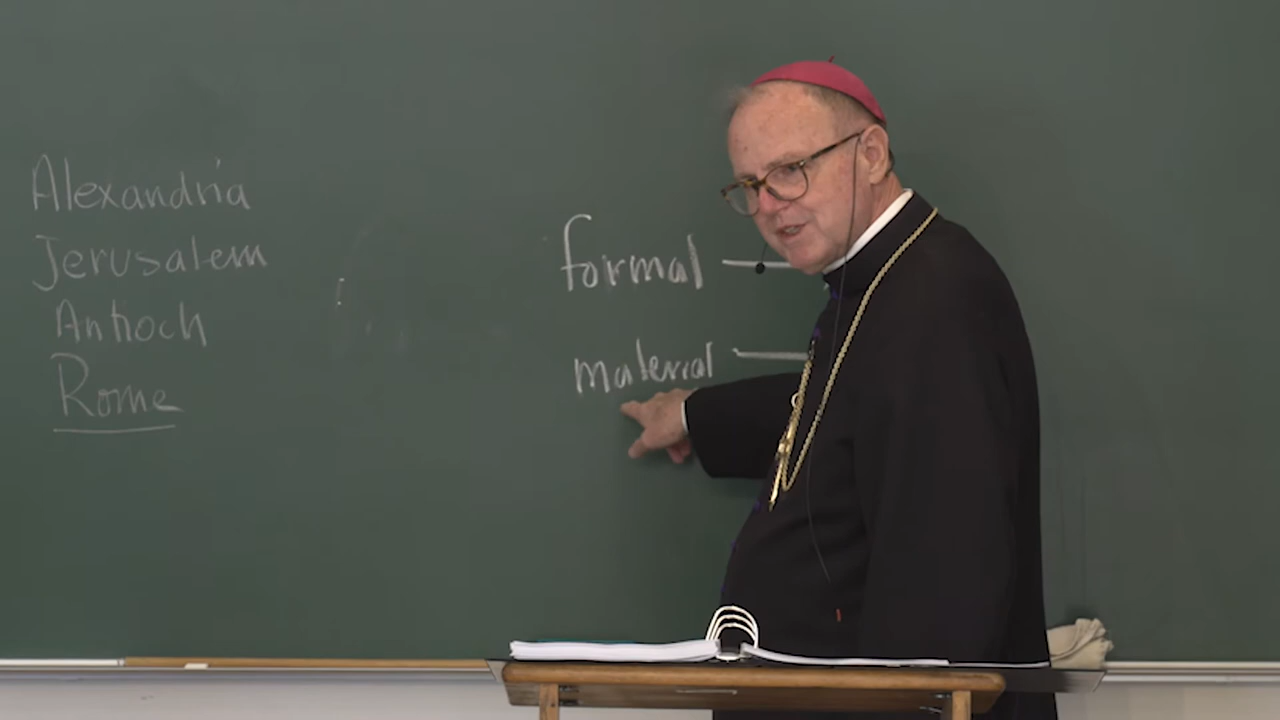 Alexandria
Jerusalem
Antioch
Rome
formal —
material —